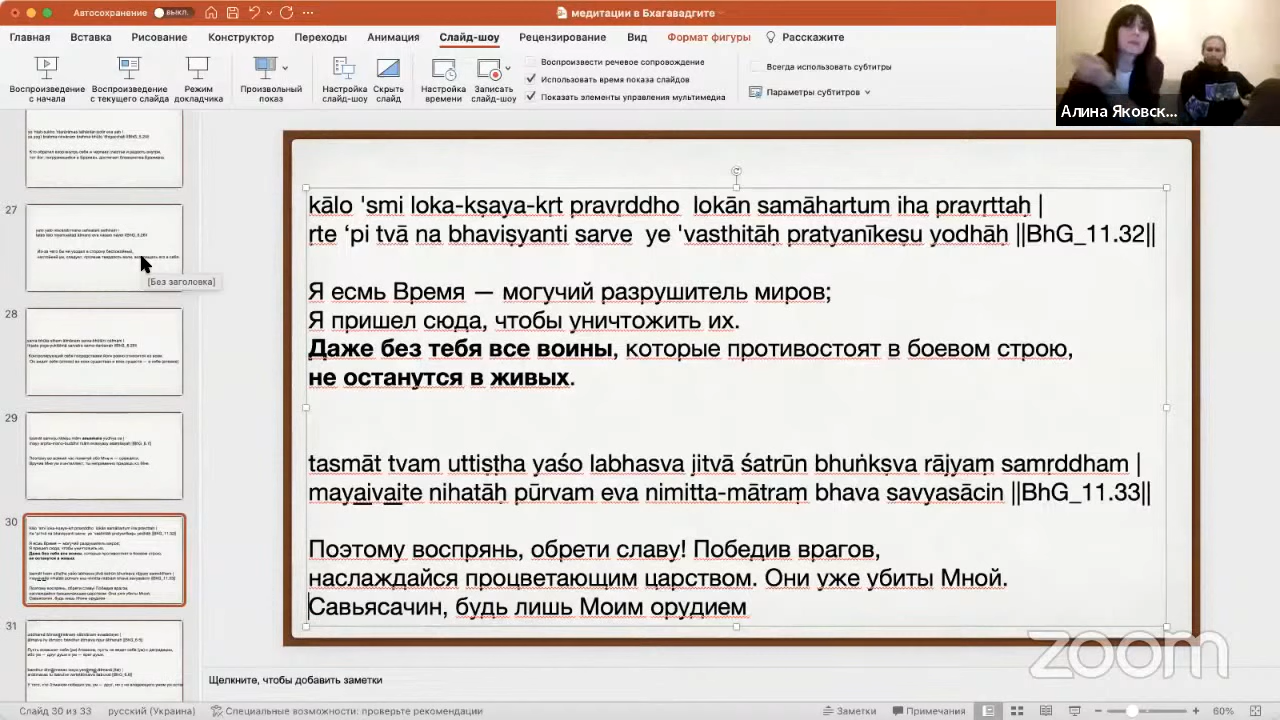 Автосохранение ВЫКЛ.
медитации в Бхагавадгите
Главная Вставка Рисование Конструктор Переходы Анимация Слайд-шоу Рецензирование Вид Формат фигуры Расскажите
Воспроизведение с начала
Воспроизведение с текущего слайда
Режим докладчика
Произвольный показ
Настройка слайд-шоу
Скрыть слайд
Настройка времени
Записать слайд-шоу
Воспроизвести речевое сопровождение
Использовать время показа слайдов
Показать элементы управления мультимедиа
Всегда использовать субтитры
Параметры субтитров
Алина Яковск...
27
[Без заголовка]
28
29
30
31
kālo 'smi loka-kṣaya-kṛt pravṛddho lokān samāhartum iha pravṛttaḥ |
ṛte ‘pi tvā na bhaviṣyanti sarve ye 'vasthitāḥ pratyanīkeṣu yodhāḥ ||BhG_11.32||
Я есмь Время — могучий разрушитель миров;
Я пришел сюда, чтобы уничтожить их.
Даже без тебя все воины, которые противостоят в боевом строю,
не останутся в живых.
tasmāt tvam uttiṣṭha yaśo labhasva jitvā śatrūn bhuṅkṣva rājyaṃ samṛddham |
mayaivaite nihatāḥ pūrvam eva nimitta-mātraṃ bhava savyasācin ||BhG_11.33||
Поэтому воспрянь, обрети славу! Победив врагов,
наслаждайся процветающим царством. Они уже убиты Мной.
Савьясачин, будь лишь Моим орудием
zoom
Щелкните, чтобы добавить заметки
Слайд 30 из 33 русский (Украина) Специальные возможности: проверьте рекомендации Заметки Примечания 60%